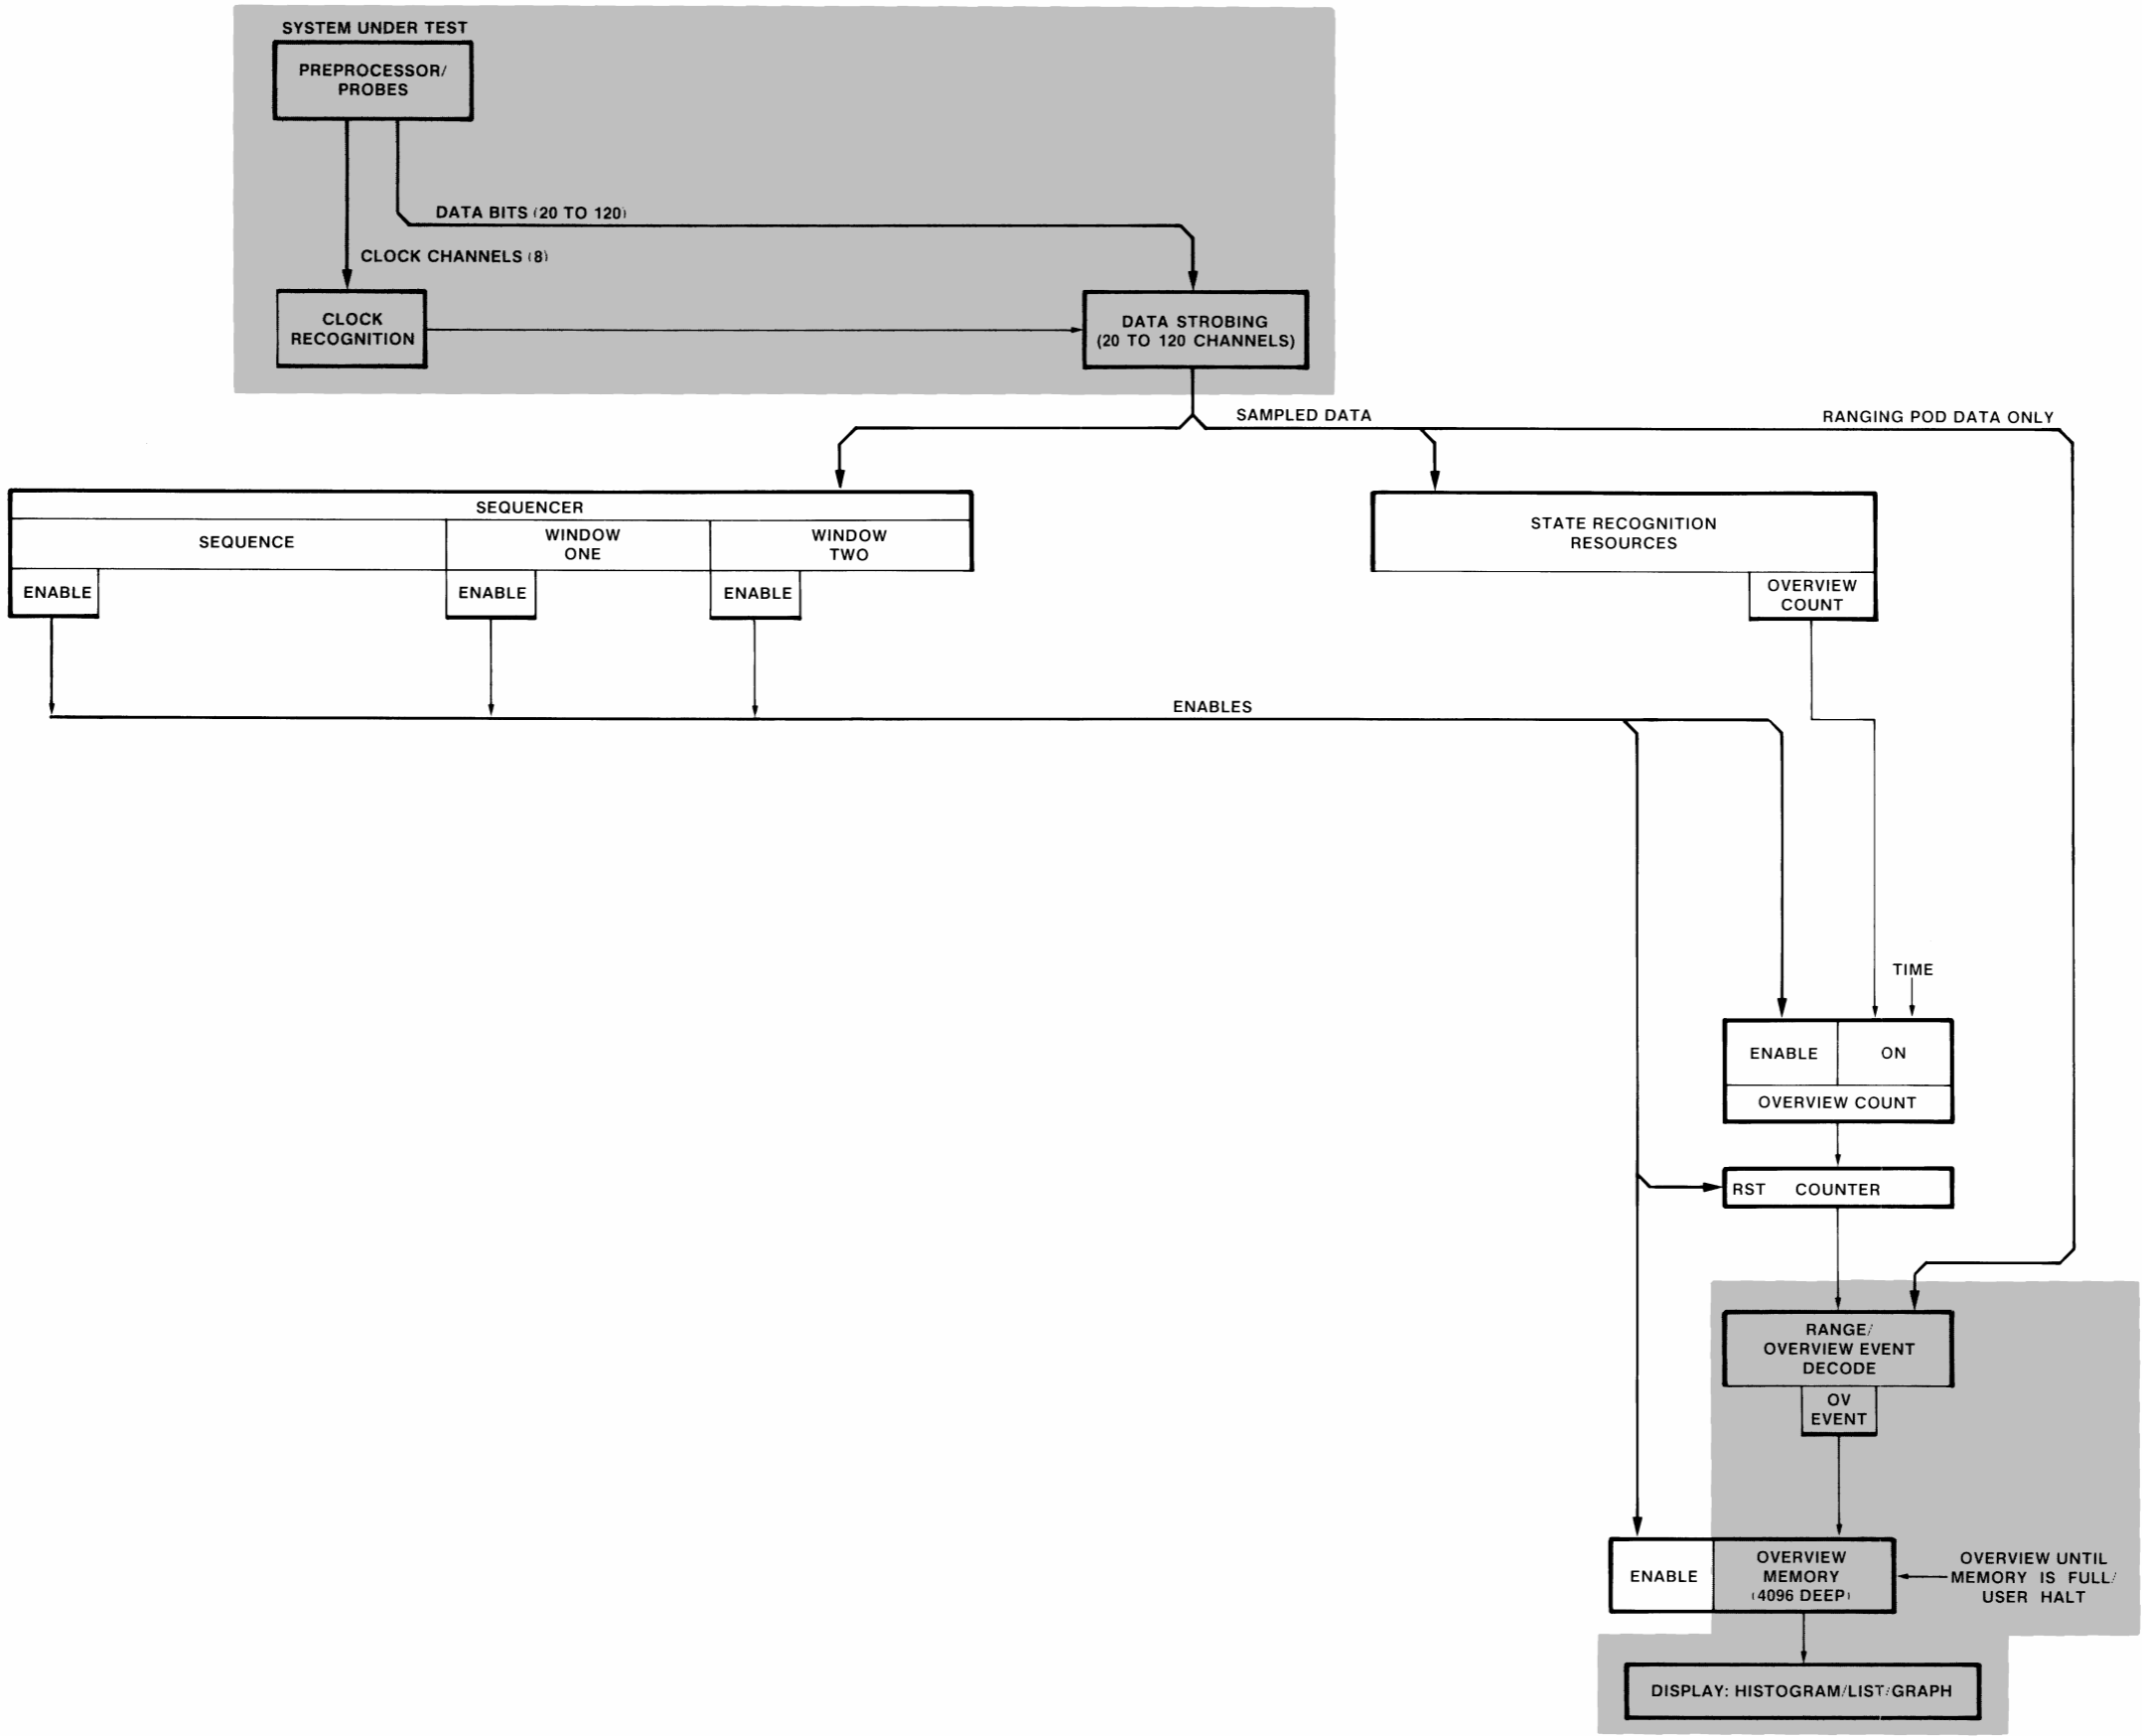 SYSTEM UNDER TEST
PREPROCESSOR/
PROBES
DATA BITS (20 TO 120)
CLOCK CHANNELS (8)
CLOCK
RECOGNITION
DATA STROBING
(20 TO 120 CHANNELS)
SAMPLED DATA
RANGING POD DATA ONLY
SEQUENCER
SEQUENCE
WINDOW
ONE
WINDOW
TWO
ENABLE
ENABLE
ENABLE
STATE RECOGNITION
RESOURCES
OVERVIEW
COUNT
ENABLES
TIME
ENABLE
ON
OVERVIEW COUNT
RST COUNTER
RANGE/
OVERVIEW EVENT
DECODE
OV
EVENT
ENABLE
OVERVIEW
MEMORY
(4096 DEEP)
OVERVIEW UNTIL
MEMORY IS FULL/
USER HALT
DISPLAY: HISTOGRAM/LIST/GRAPH